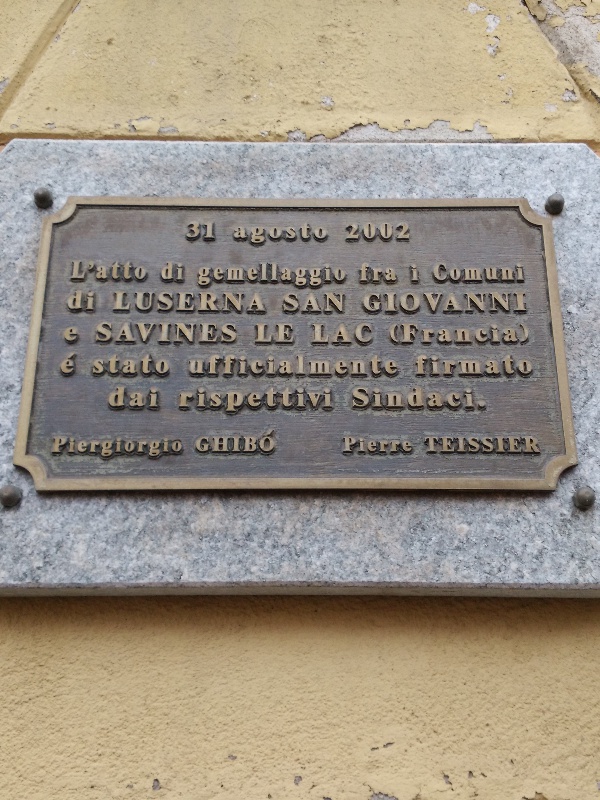 31 agosto 2002
L'atto di gemellaggio fra i Comuni
di LUSERNA SAN GIOVANNI
e SAVINES LE LAC (Francia)
é stato ufficialmente firmato
dai rispettivi Sindaci.
Piergiorgio GHIBÓ Pierre TEISSIER